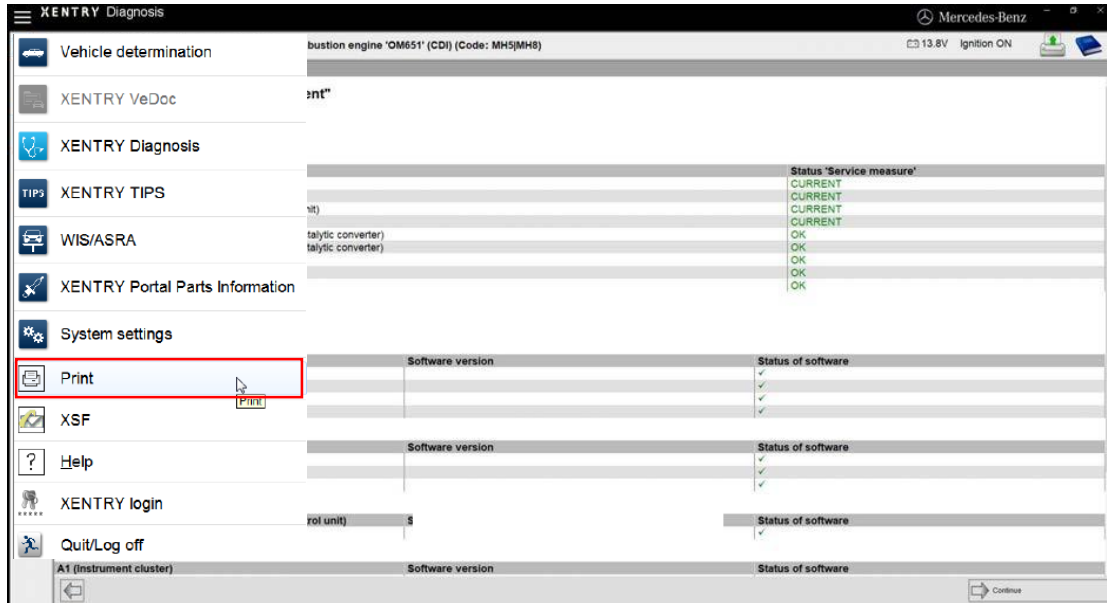 XENTRY Diagnosis
Mercedes-Benz
Vehicle determination
bustion engine 'OM651' (CDI) (Code: MH5|MH8)
13.8V Ignition ON
XENTRY VeDoc
ent"
XENTRY Diagnosis
Status 'Service measure'
CURRENT
CURRENT
TIPS XENTRY TIPS
nit) CURRENT
CURRENT
WIS/ASRA
talytic converter) OK
talytic converter) OK
OK
OK
OK
XENTRY Portal Parts Information
System settings
Software version Status of software
Print
Print
XSF
Software version Status of software
? Help
XENTRY login
rol unit) S Status of software
Quit/Log off
A1 (Instrument cluster) Software version Status of software
Continue